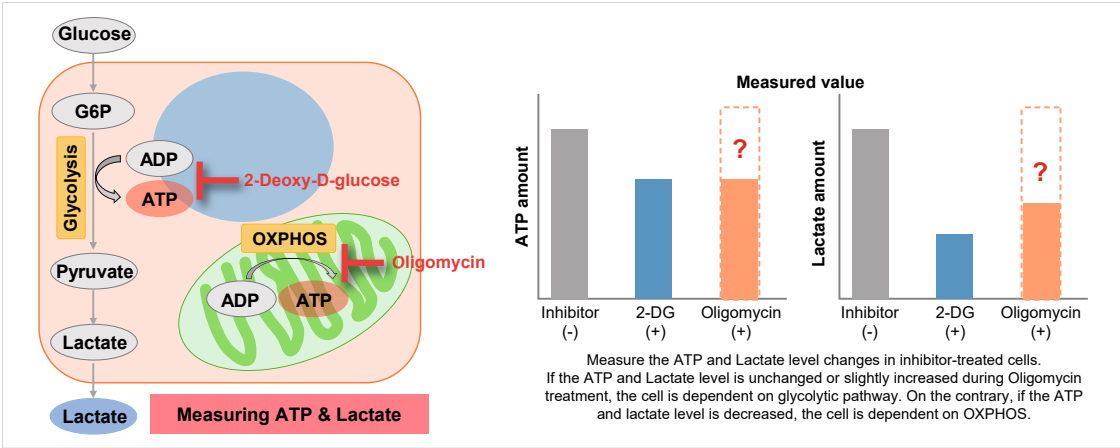 Glucose
G6P
Glycolysis
ADP
ATP
2-Deoxy-D-glucose
OXPHOS
Oligomycin
ADP
ATP
Pyruvate
Lactate
Lactate
Measuring ATP & Lactate
Measured value
ATP amount
?
Inhibitor
(-)
2-DG
(+)
Oligomycin
(+)
Lactate amount
?
Inhibitor
(-)
2-DG
(+)
Oligomycin
(+)
Measure the ATP and Lactate level changes in inhibitor-treated cells.
If the ATP and Lactate level is unchanged or slightly increased during Oligomycin
treatment, the cell is dependent on glycolytic pathway. On the contrary, if the ATP
and lactate level is decreased, the cell is dependent on OXPHOS.